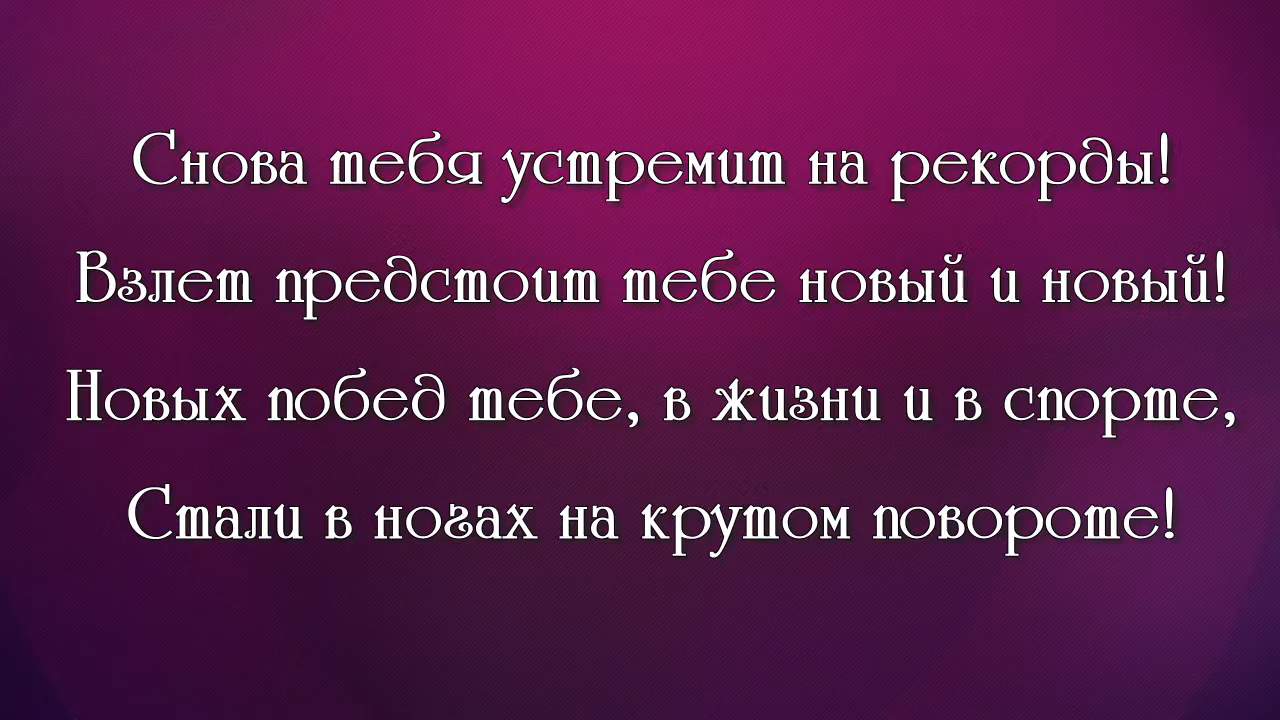 Снова тебя устремит на рекорды!
Взлет предстоит тебе новый и новый!
Новых побед тебе, в жизни и в спорте,
Стали в ногах на крутом повороте!